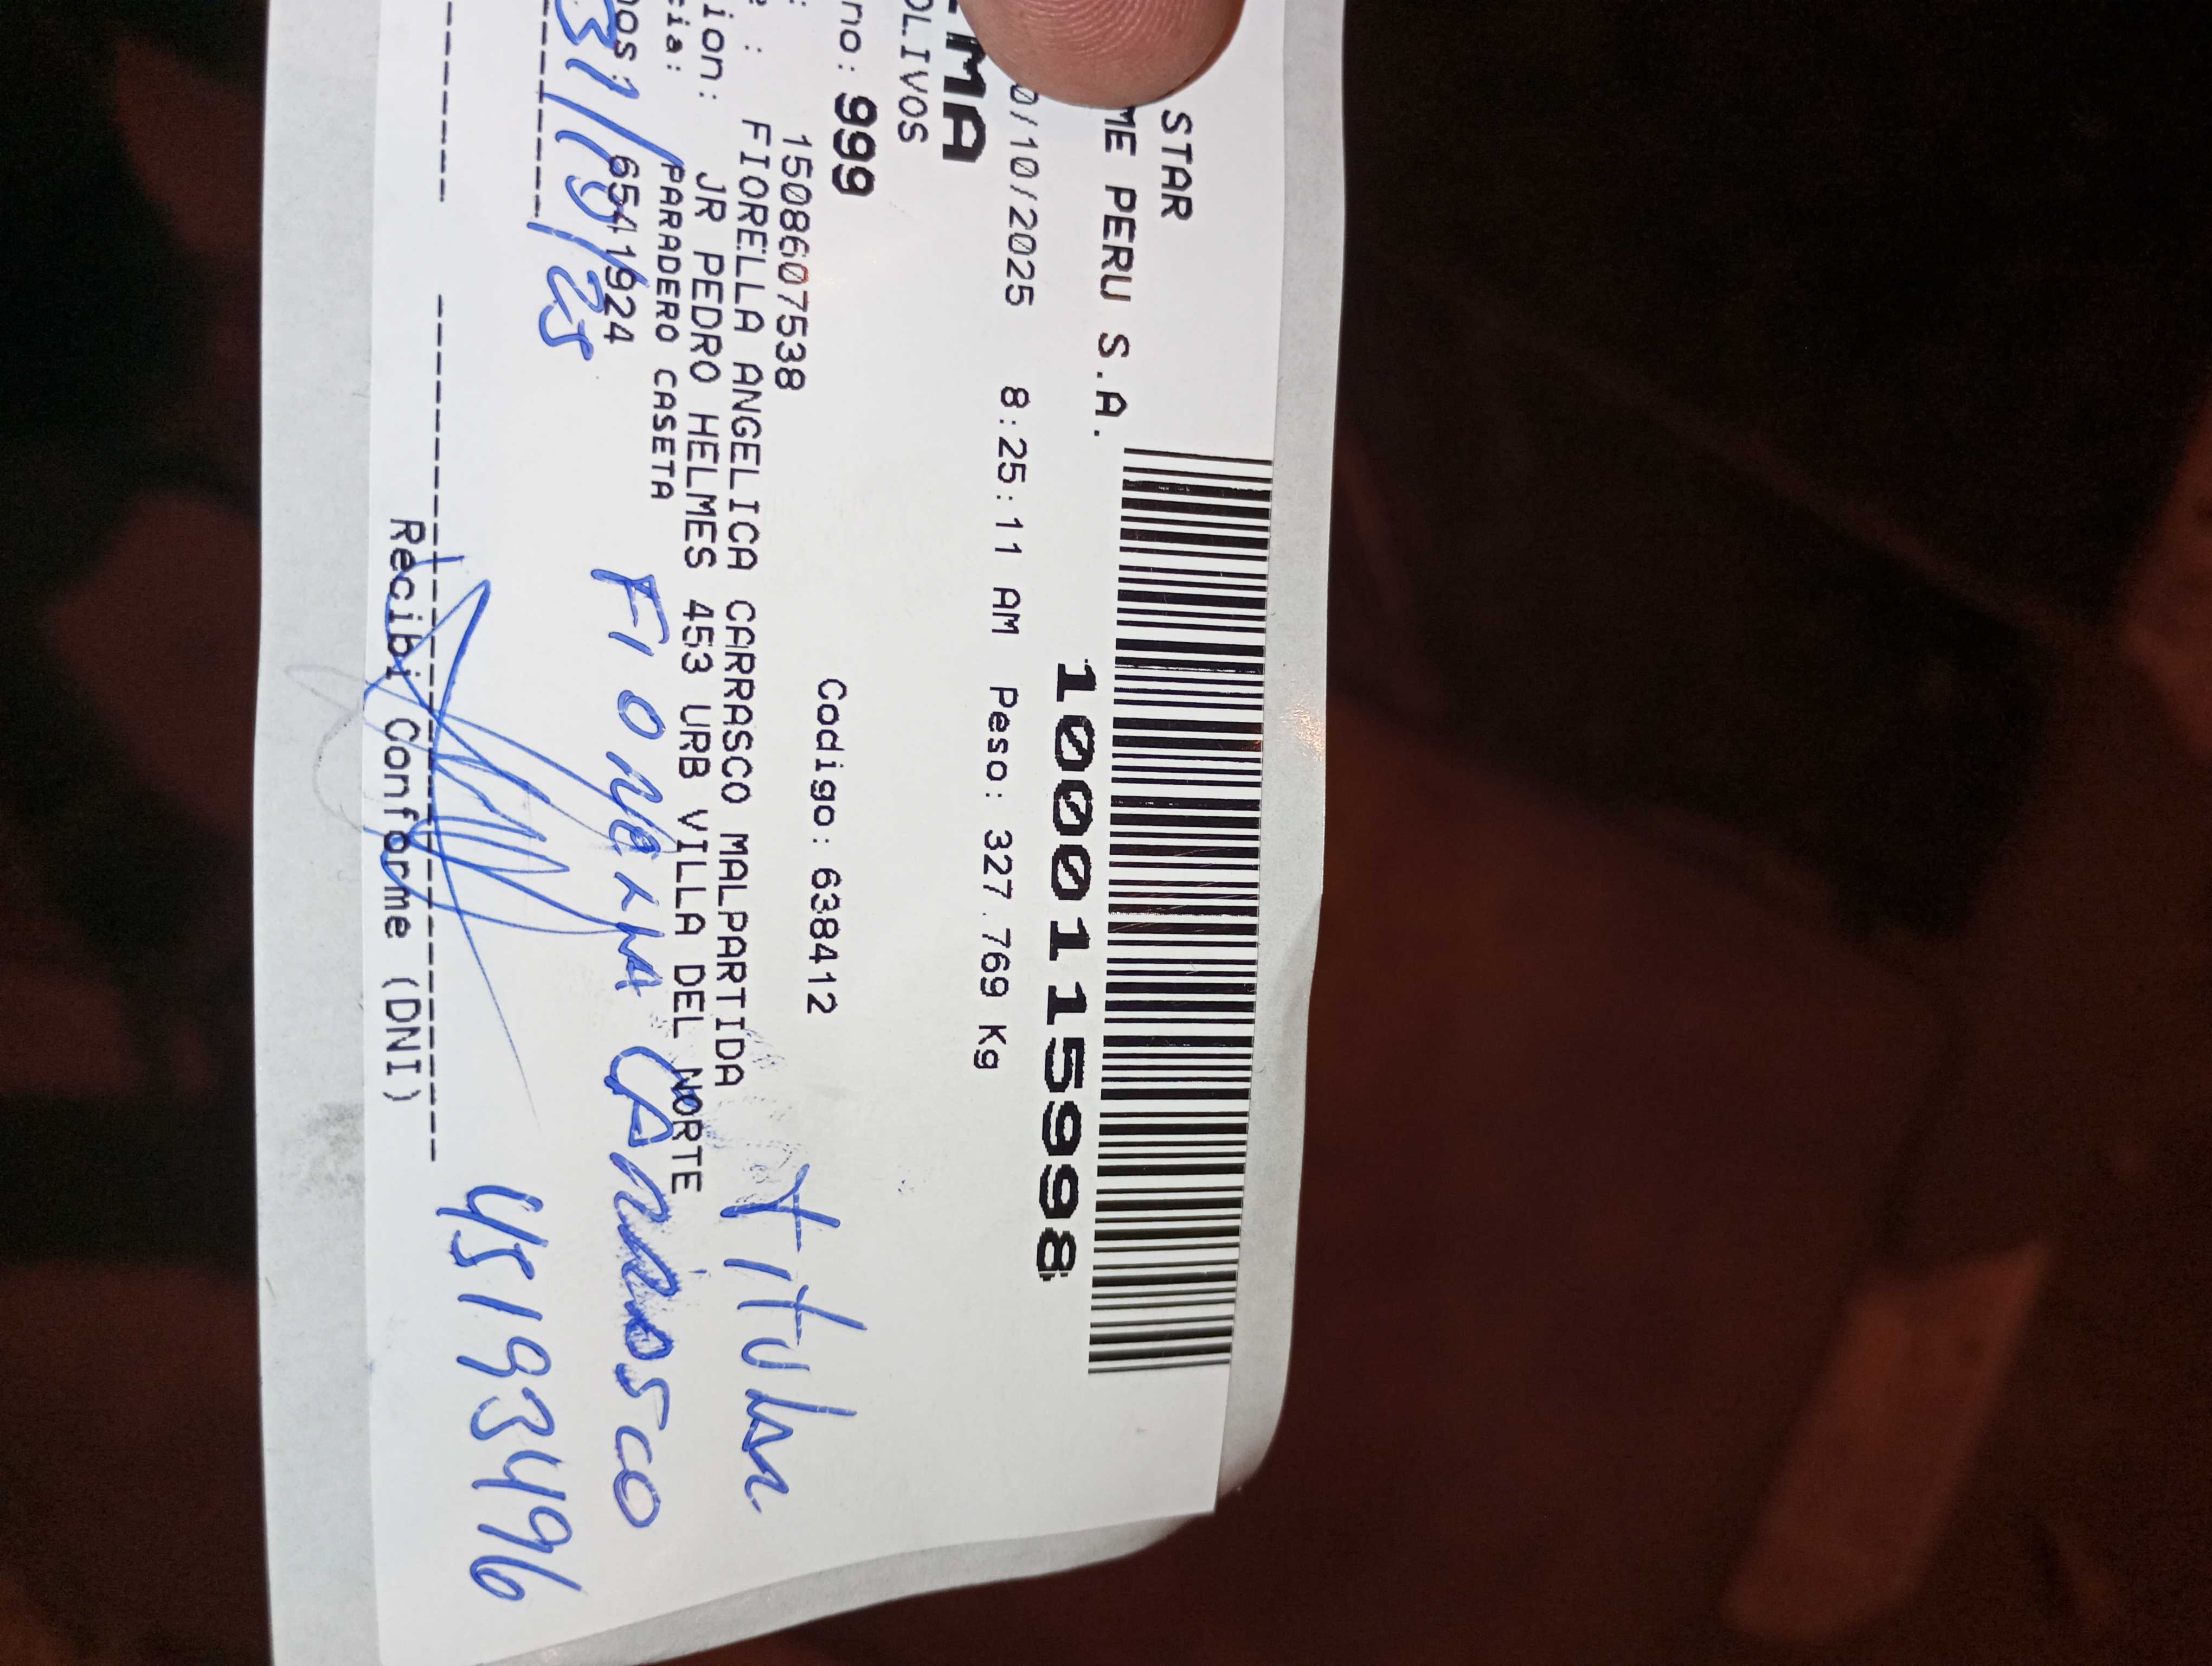 STAR
ME PERU S.A.
1000115998
0/10/2025 8:25:11 AM Peso: 327.769 Kg
MA
OLIVOS
no: 999 Codigo: 638412
: 1508607538
: FIORELLA ANGELICA CARRASCO MALPARTIDA
ion: JR PEDRO HELMES 453 URB VILLA DEL NORTE
cia: PARADERO CASETA
nos: 6541924
Titular
Fiorella CARRASCO
31/10/25
45193496
Recibi Conforme (DNI)